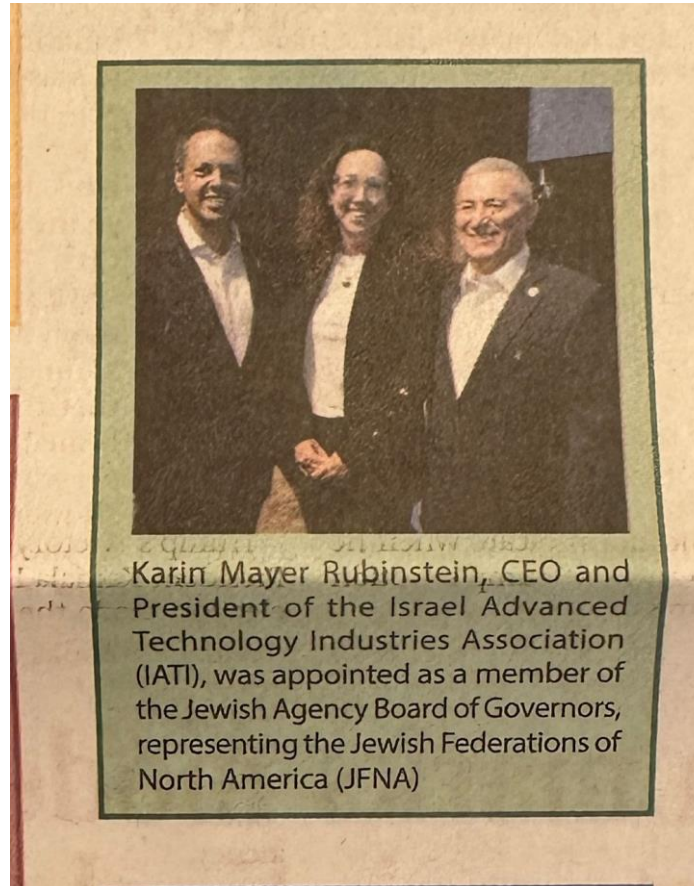 Karin Mayer Rubinstein, CEO and
President of the Israel Advanced
Technology Industries Association
(IATI), was appointed as a member of
the Jewish Agency Board of Governors,
representing the Jewish Federations of
North America (JFNA)